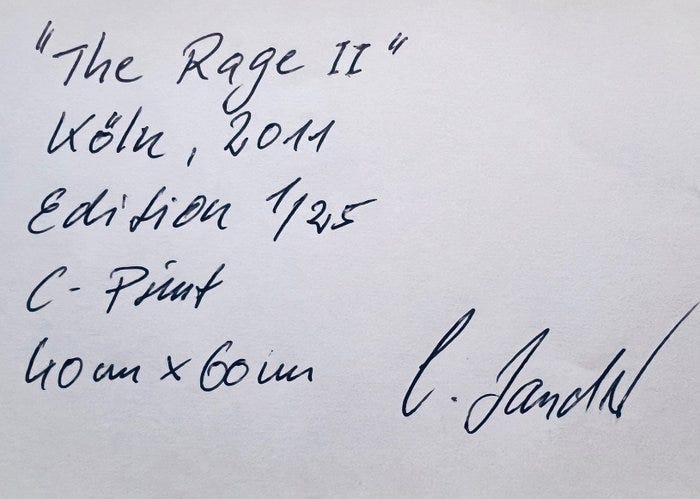 "The Rage II"
Köln, 2011
Edition 1/25
C-Print
40cm x 60cm